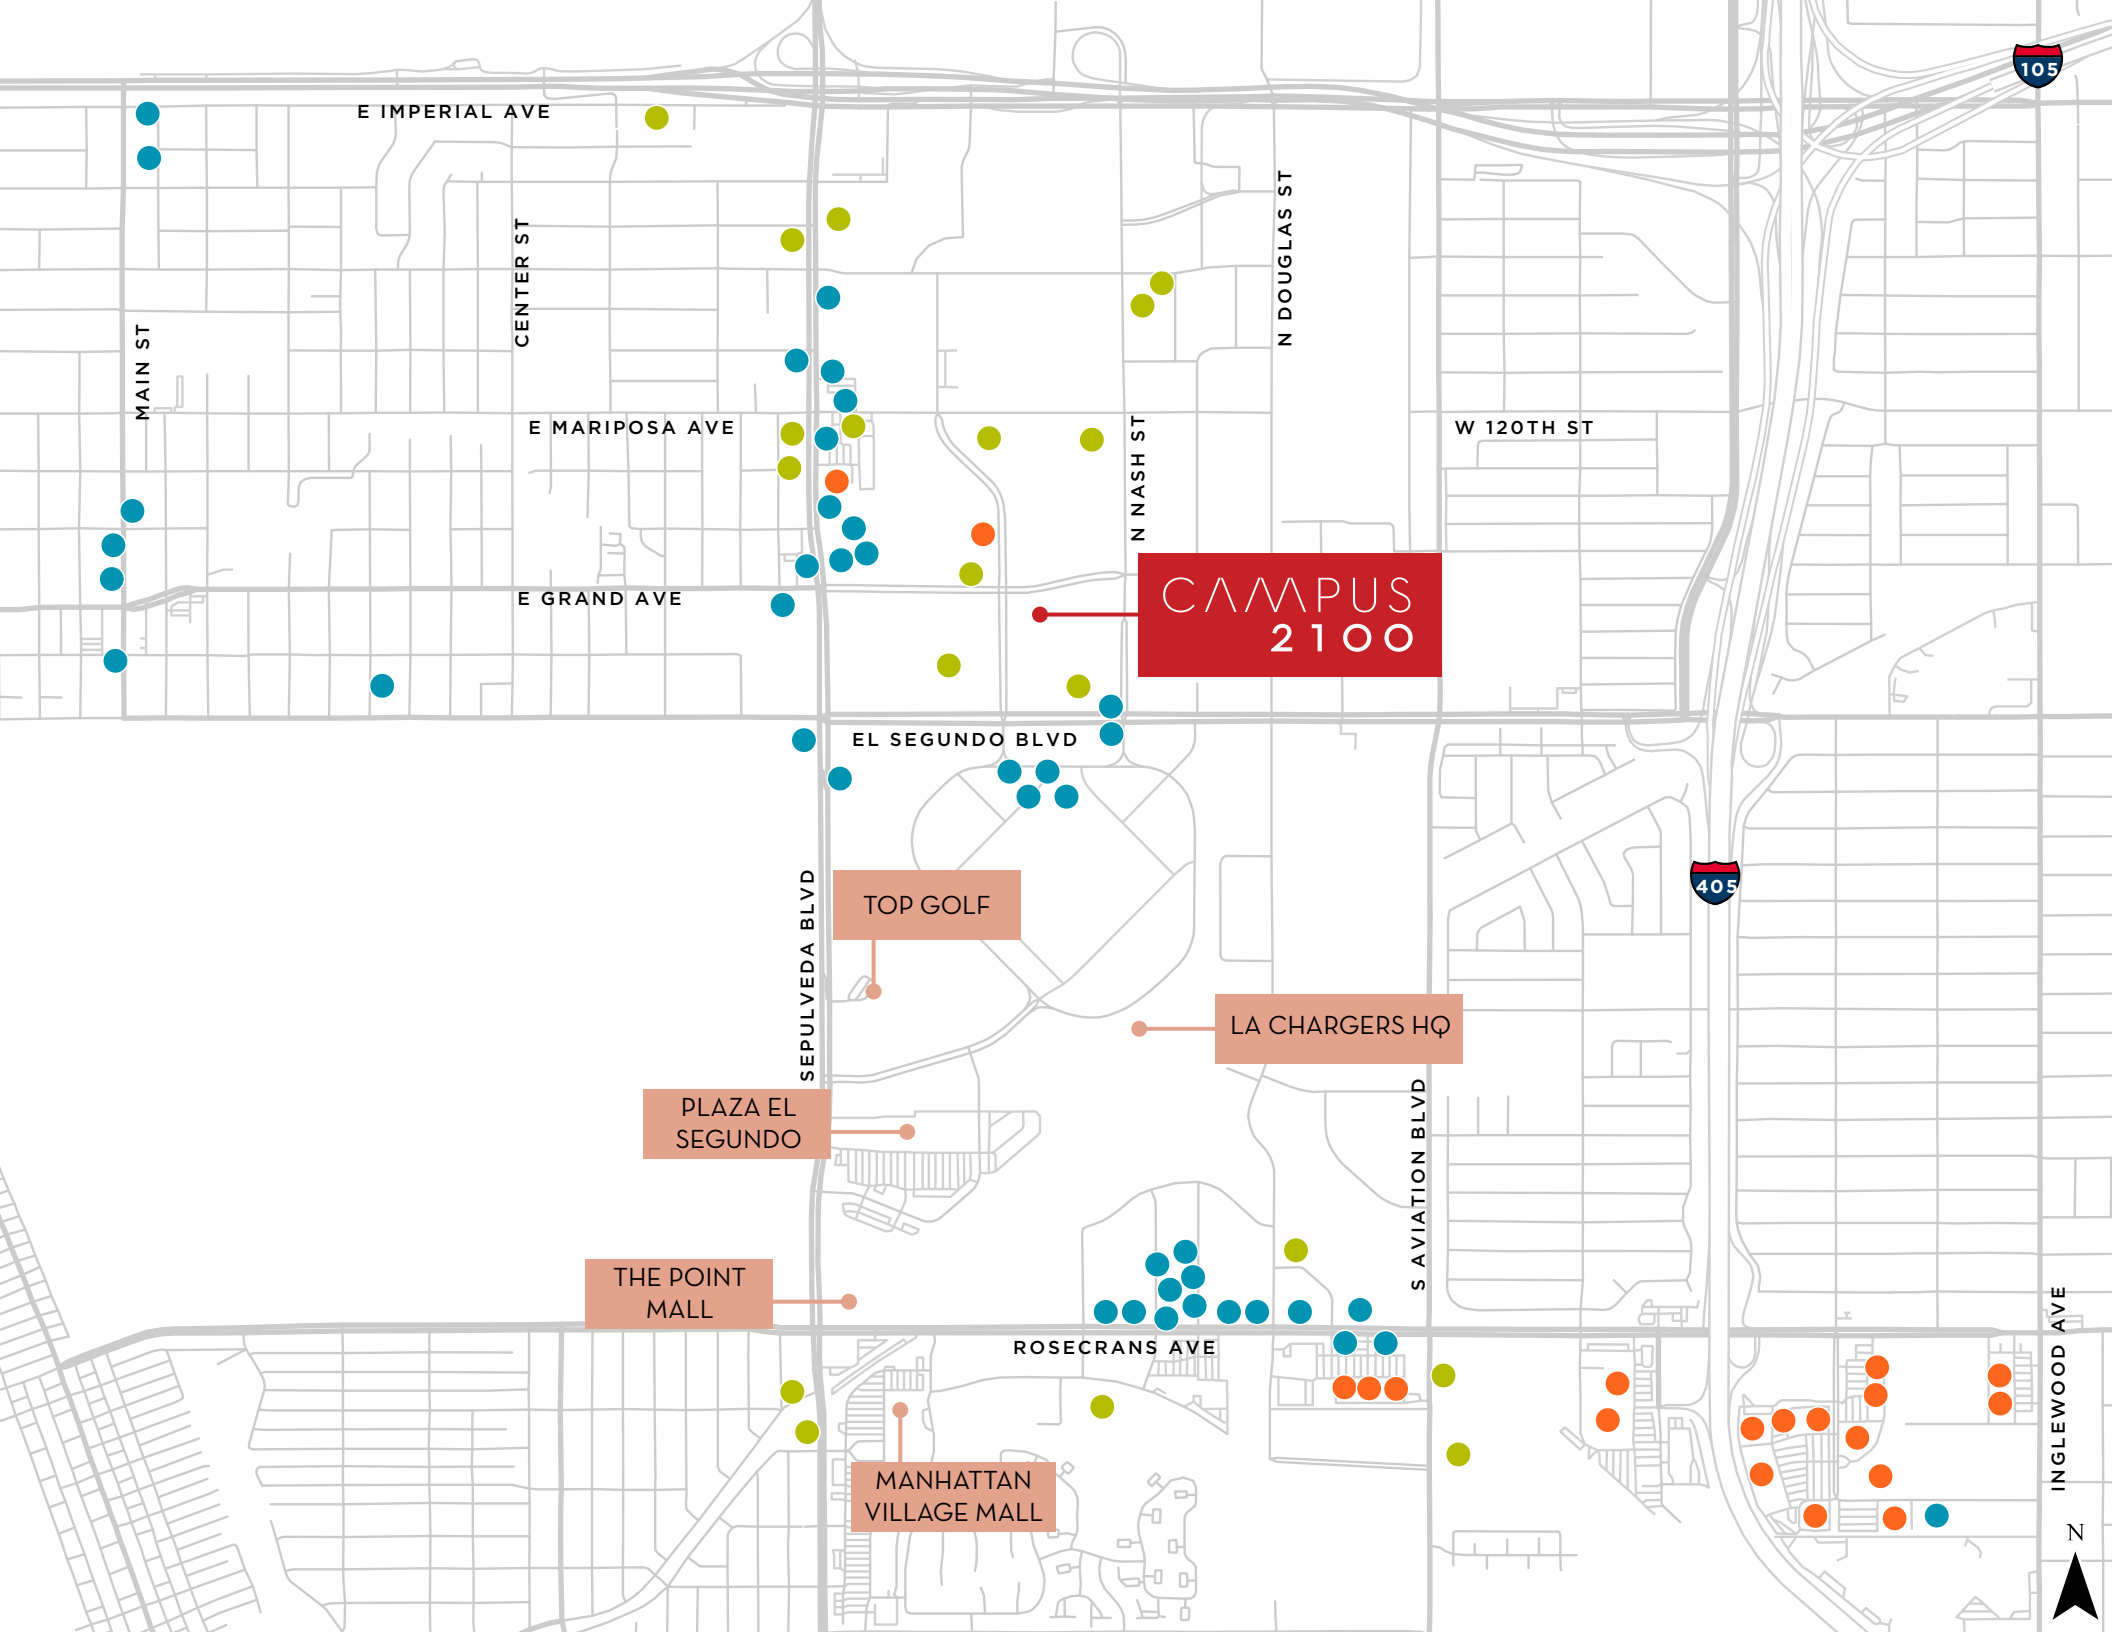 105
E IMPERIAL AVE
N DOUGLAS ST
CENTER ST
MAIN ST
E MARIPOSA AVE
N NASH ST
W 120TH ST
CAMPUS
2100
E GRAND AVE
EL SEGUNDO BLVD
405
SEPULVEDA BLVD
TOP GOLF
LA CHARGERS HQ
PLAZA EL
SEGUNDO
S AVIATION BLVD
THE POINT
MALL
ROSECRANS AVE
INGLEWOOD AVE
MANHATTAN
VILLAGE MALL
N